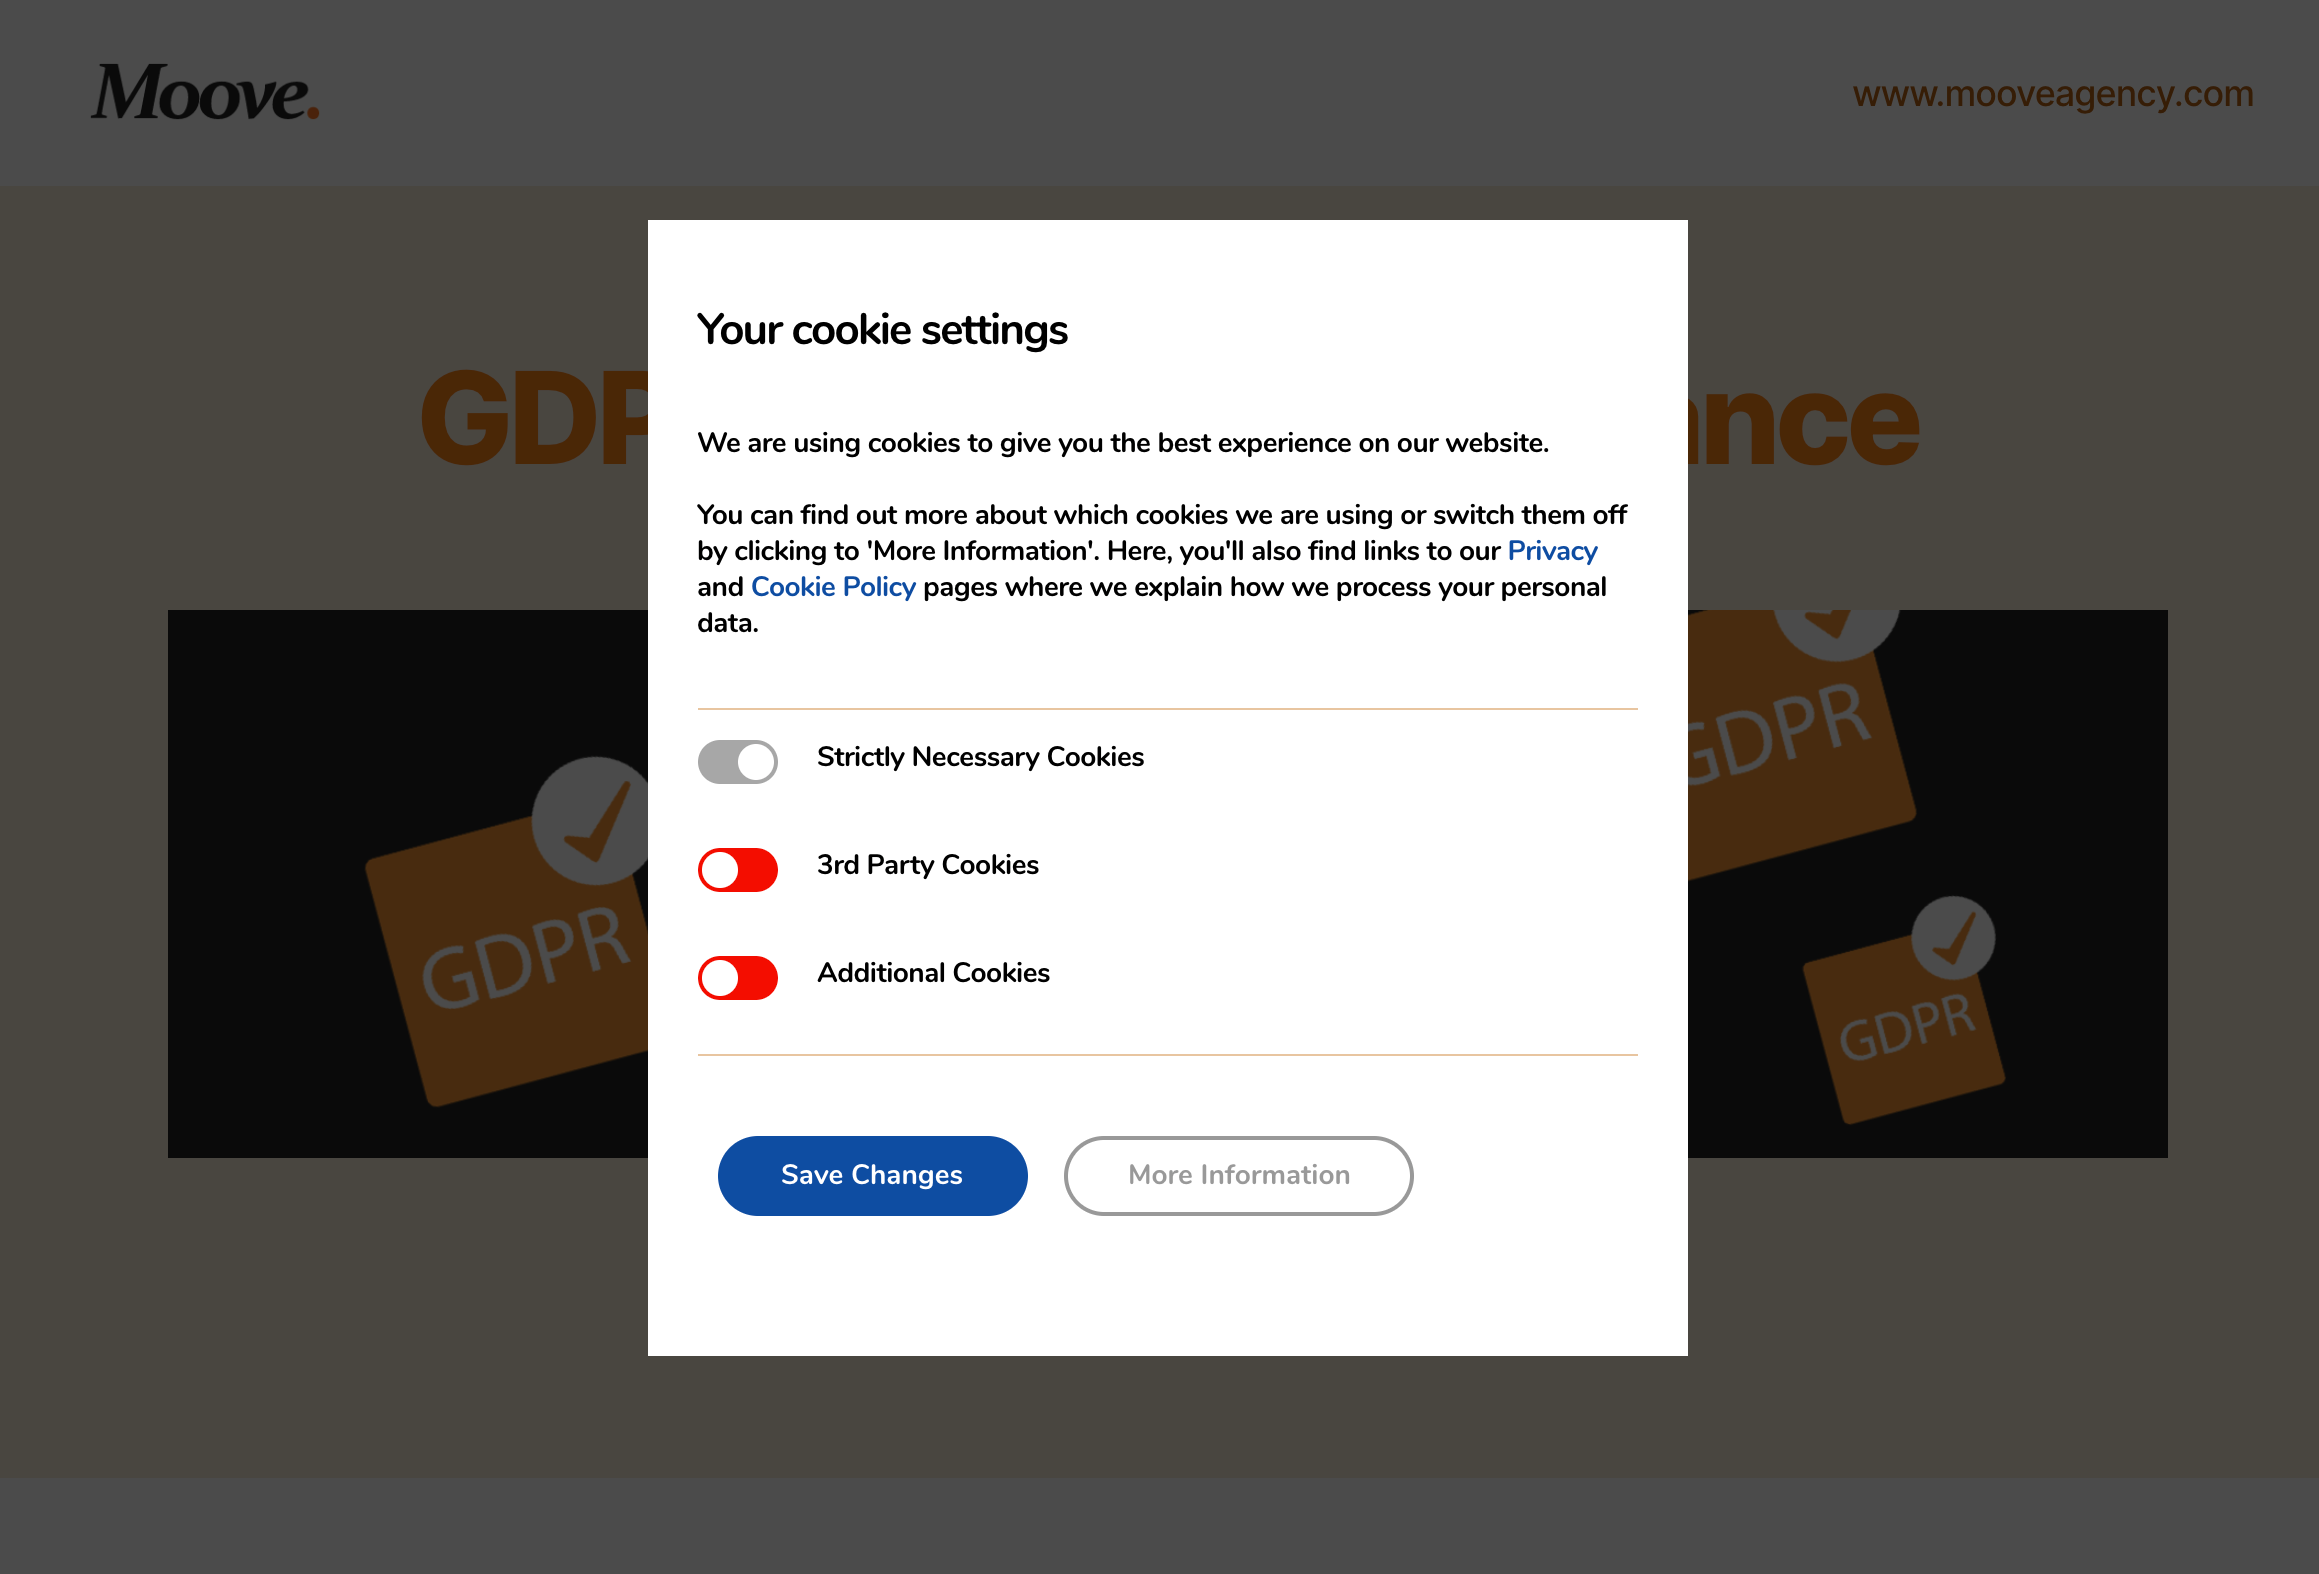 Moove.
www.mooveagency.com
Your cookie settings
We are using cookies to give you the best experience on our website.
You can find out more about which cookies we are using or switch them off
by clicking to 'More Information'. Here, you'll also find links to our Privacy
and Cookie Policy pages where we explain how we process your personal
data.
GDPR
Strictly Necessary Cookies
3rd Party Cookies
GDPR
Additional Cookies
GDPR
Save Changes
More Information